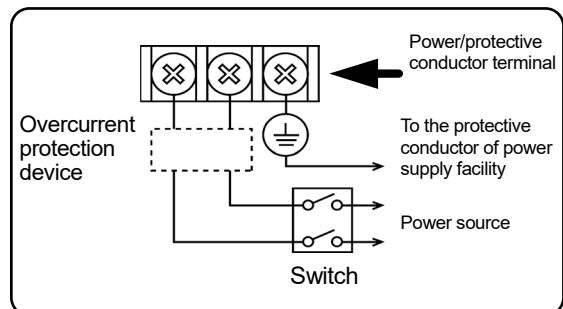 Power/protective
conductor terminal
Overcurrent
protection
device
To the protective
conductor of power
supply facility
Power source
Switch